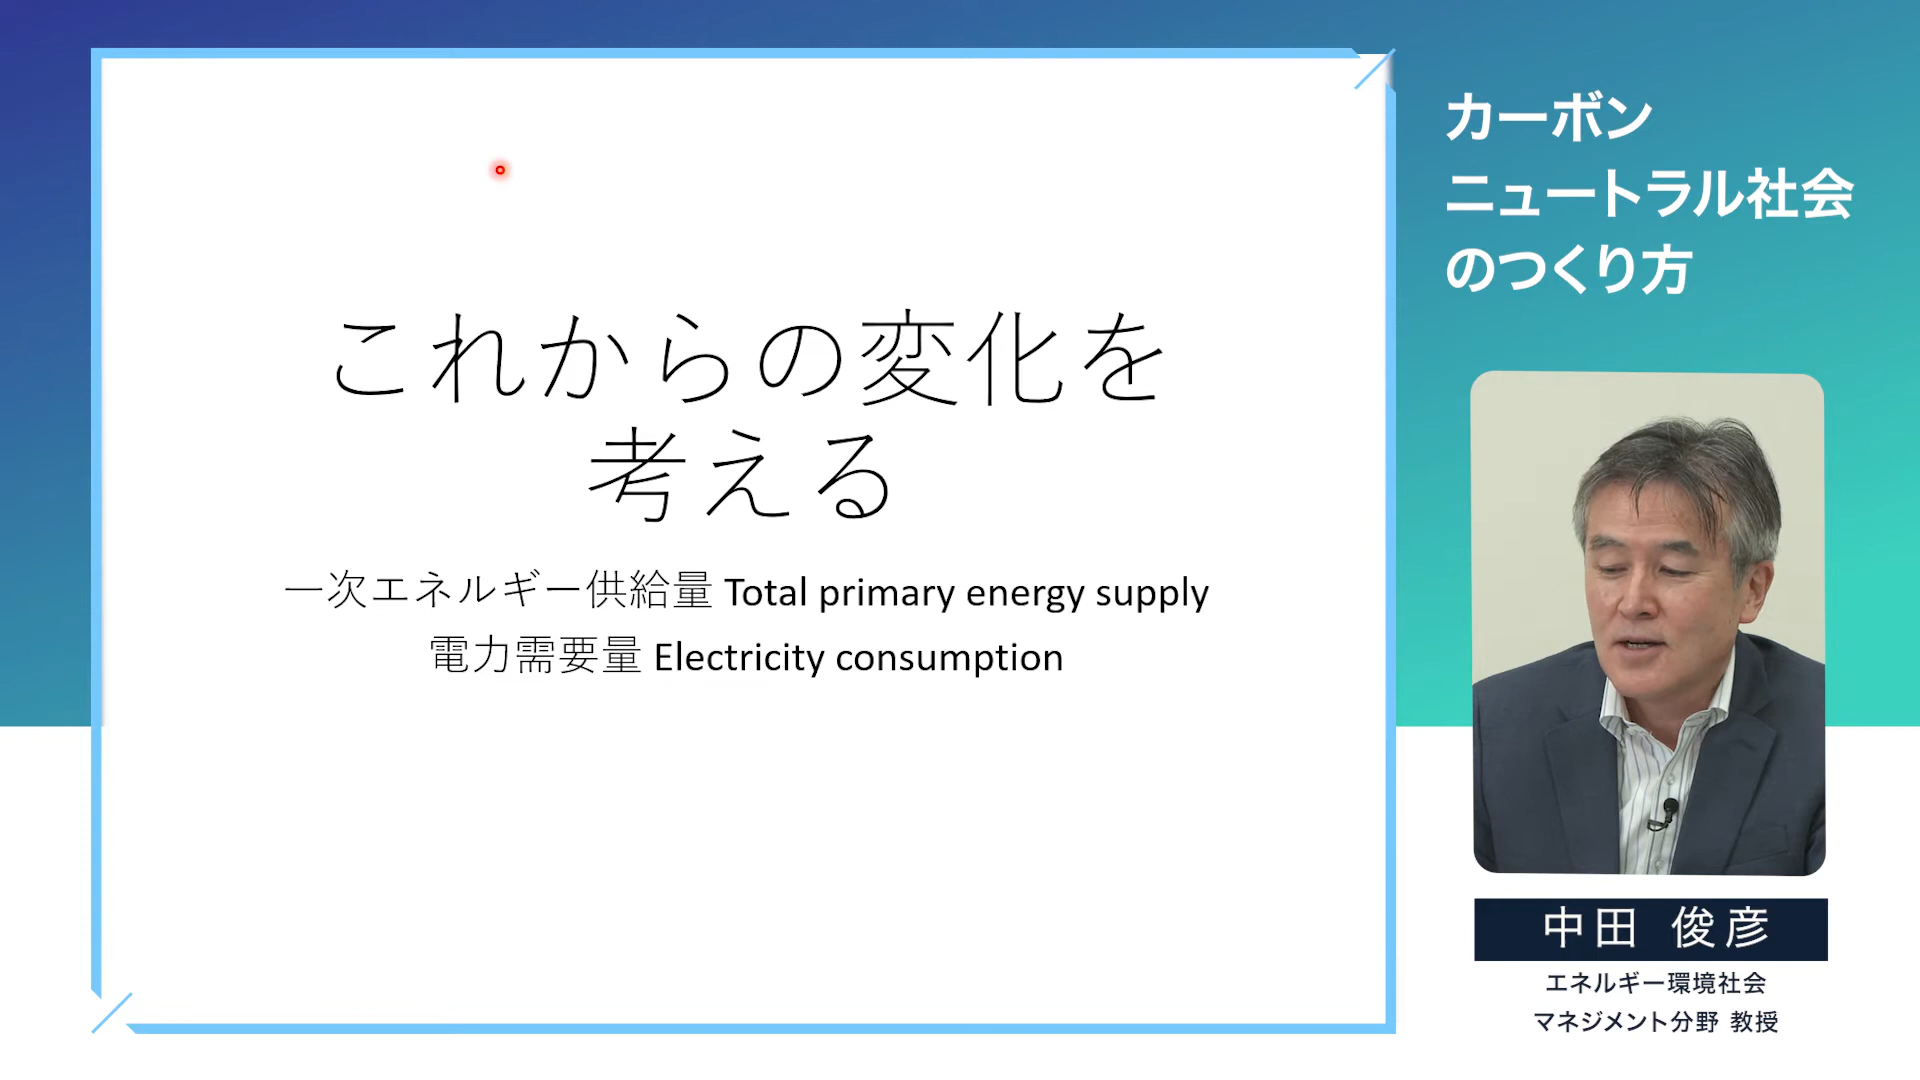 これからの変化を
考える
一次エネルギー供給量 Total primary energy supply
電力需要量 Electricity consumption
カーボン
ニュートラル社会
のつくり方
中田 俊彦
エネルギー環境社会
マネジメント分野 教授